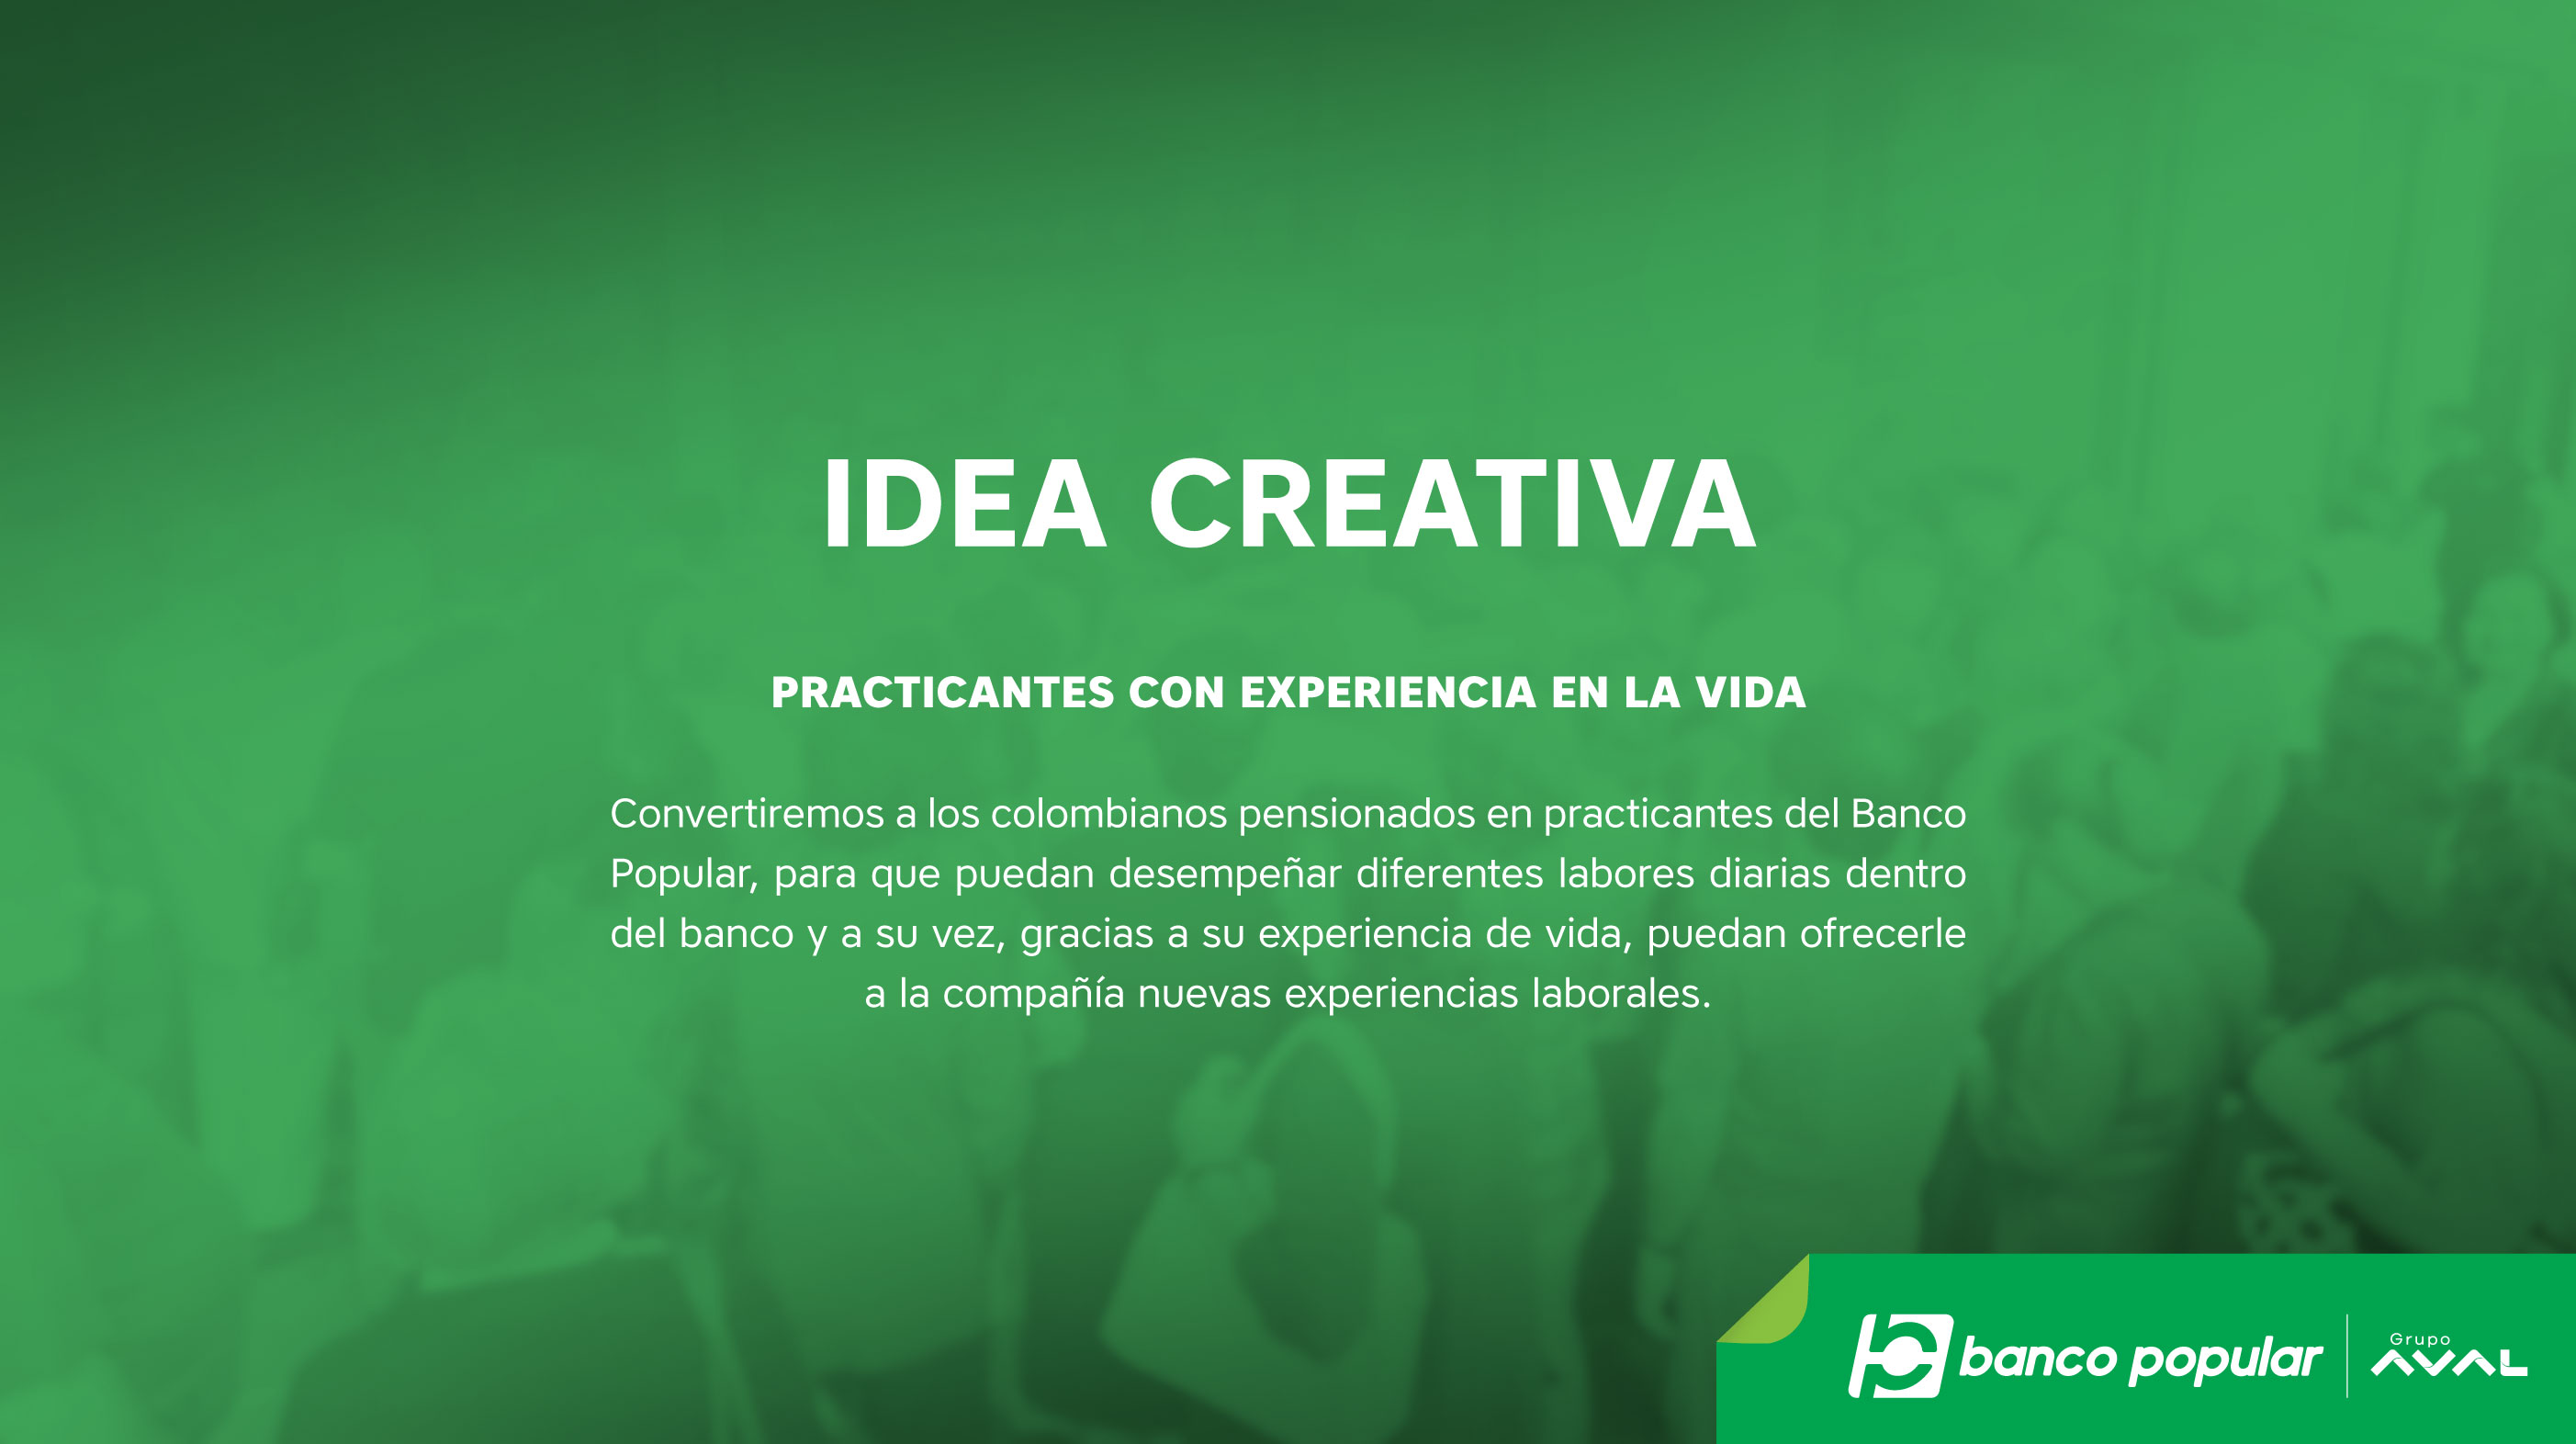 IDEA CREATIVA
PRACTICANTES CON EXPERIENCIA EN LA VIDA
Convertiremos a los colombianos pensionados en practicantes del Banco
Popular, para que puedan desempeñar diferentes labores diarias dentro
del banco y a su vez, gracias a su experiencia de vida, puedan ofrecerle
a la compañía nuevas experiencias laborales.
banco popular
Grupo
AVAL